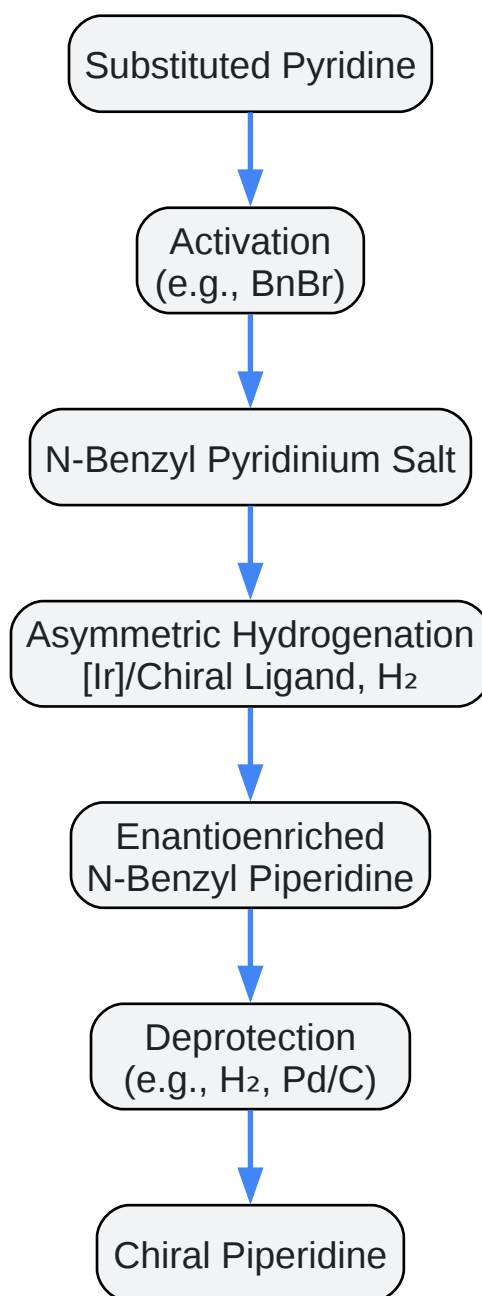 Substituted Pyridine
Activation
(e.g., BnBr)
N-Benzyl Pyridinium Salt
Asymmetric Hydrogenation
[Ir]/Chiral Ligand, H₂
Enantioenriched
N-Benzyl Piperidine
Deprotection
(e.g., H₂, Pd/C)
Chiral Piperidine